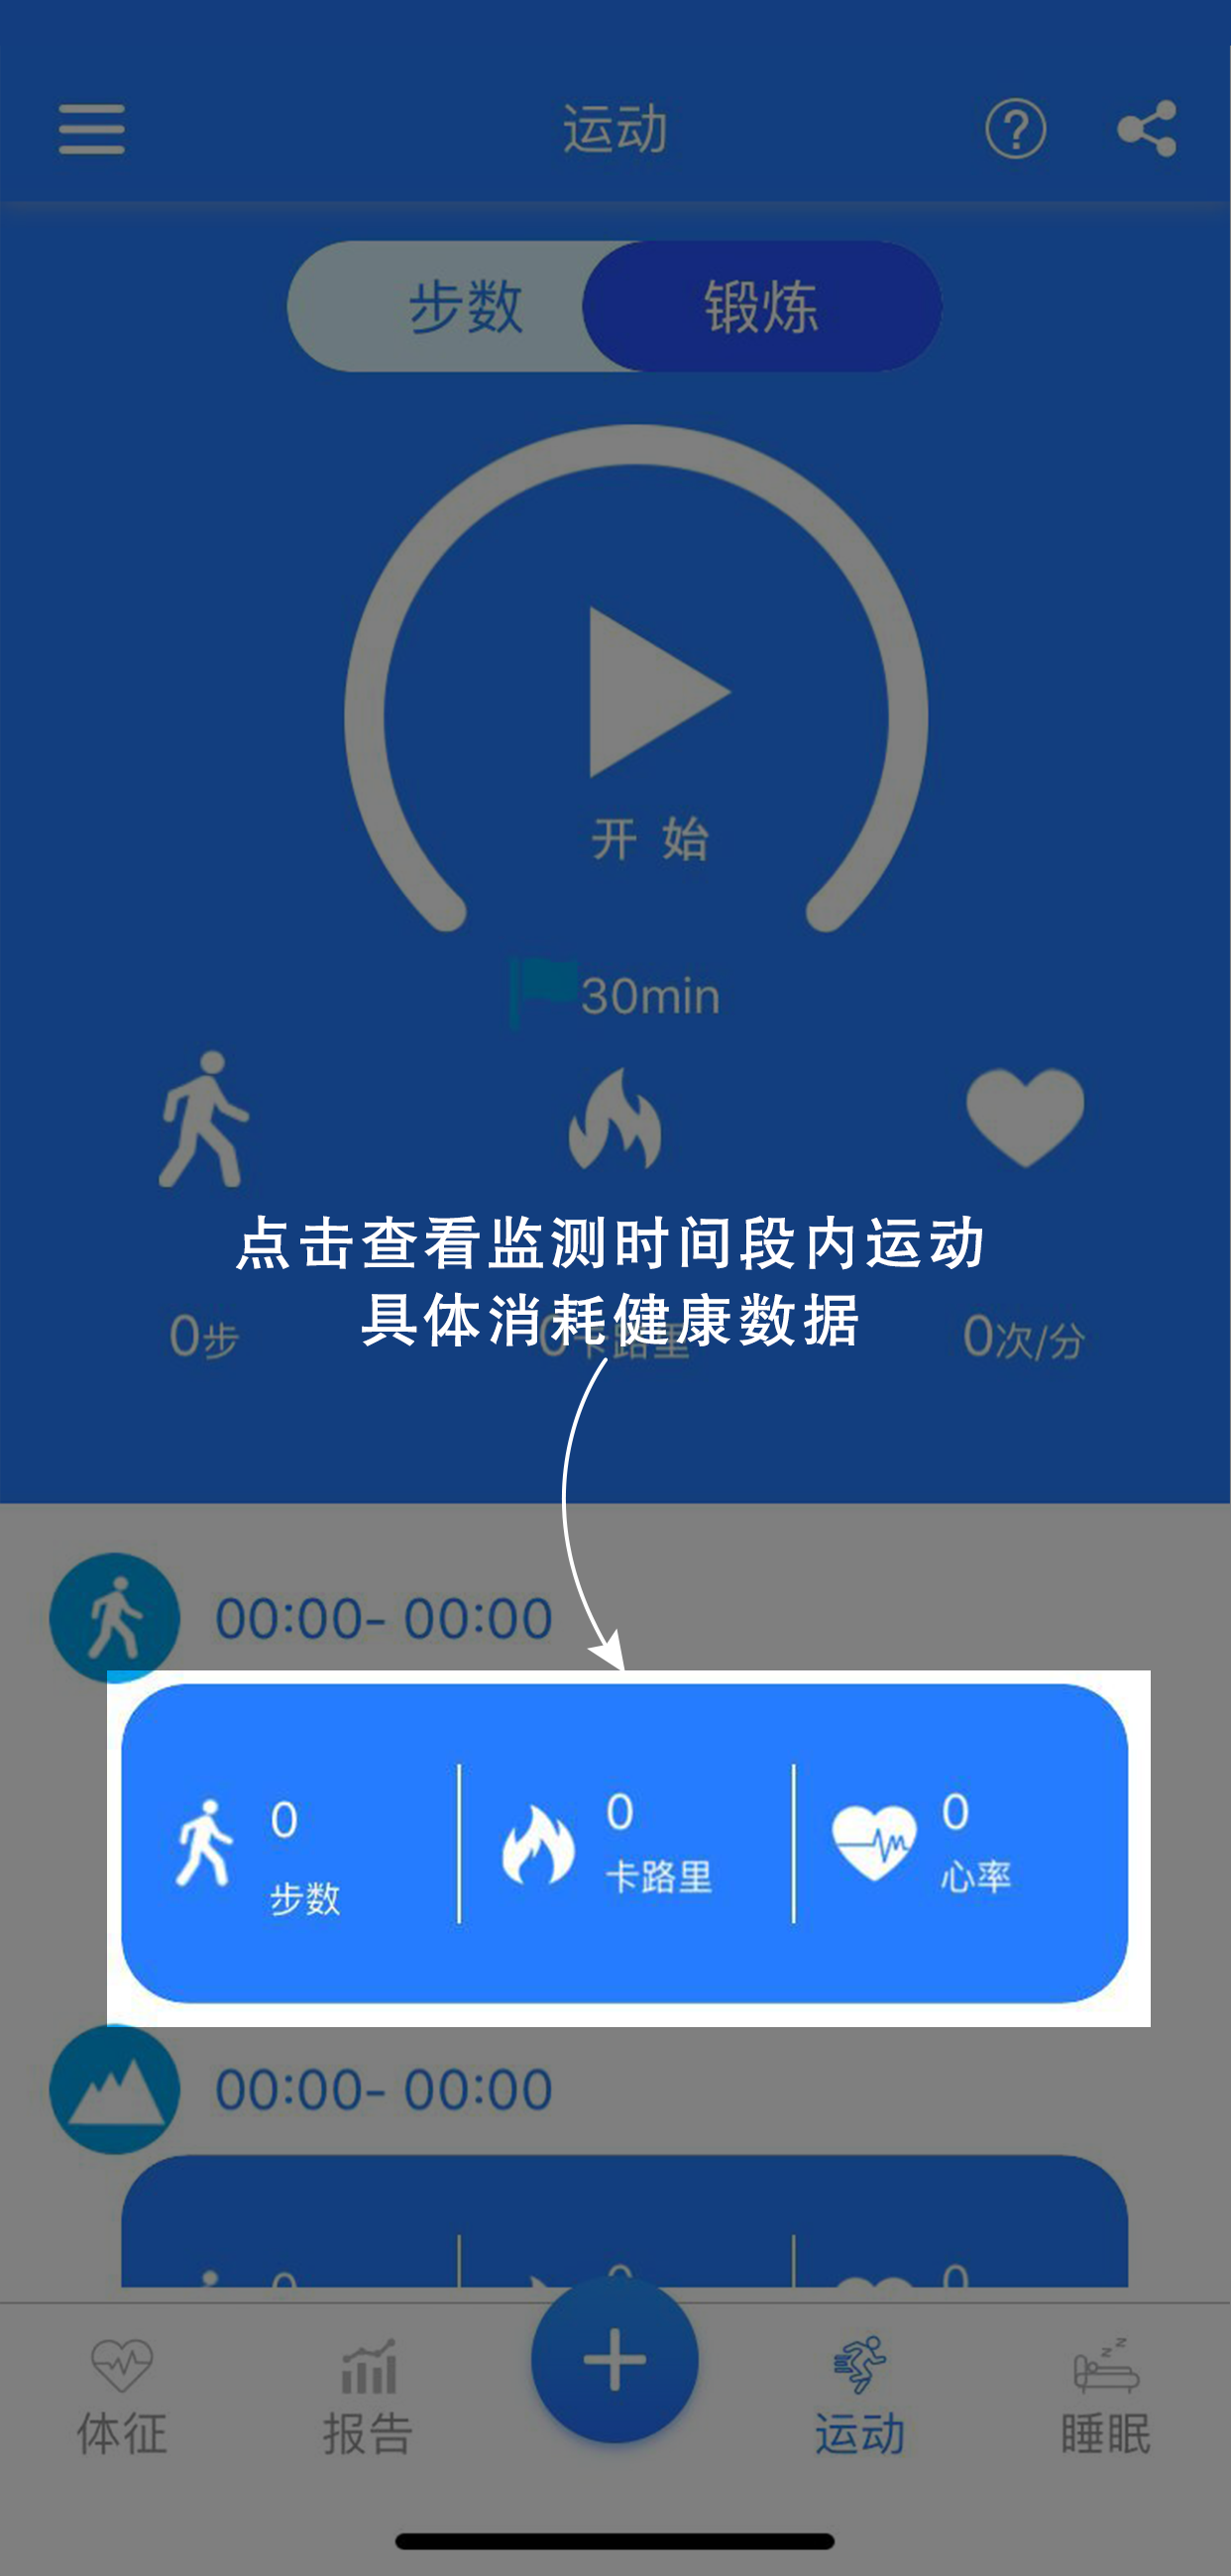 运动
步数 锻炼
开 始
30min
点击查看监测时间段内运动
具体消耗健康数据
0步 0卡路里 0次/分
00:00- 00:00
0 0 0
步数 卡路里 心率
00:00- 00:00
0 0 0
体征 报告 运动 睡眠